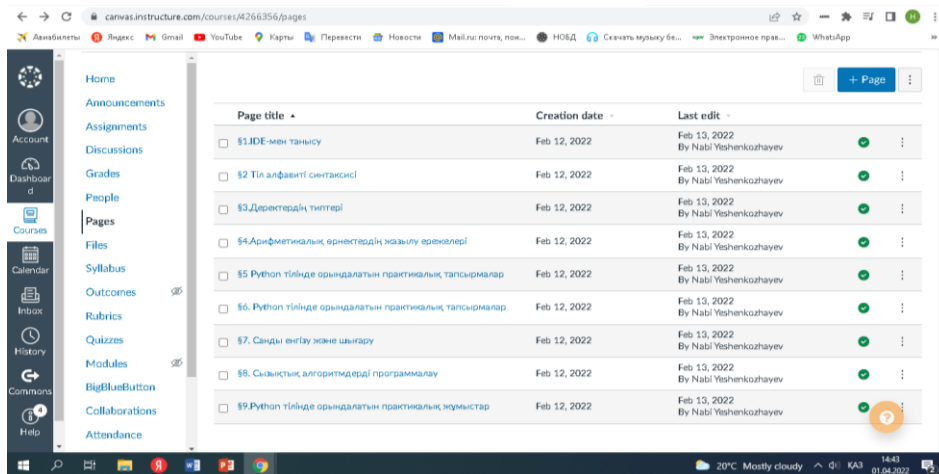 canvas.instructure.com/courses/4266356/pages
Авиабилеты Яндекс Gmail YouTube Карты Перевести Новости Mail.ru: почта, пои... НОБД Скачать музыку бе... Электронное прав... WhatsApp
Home
Announcements
Assignments
Discussions
Grades
People
Pages
Files
Syllabus
Outcomes
Rubrics
Quizzes
Modules
BigBlueButton
Collaborations
Attendance
Account
Dashboar
d
Courses
Calendar
Inbox
History
Commons
4
Help
+ Page
Page title Creation date Last edit
§1.IDE-мен танысу Feb 12, 2022 Feb 13, 2022
By Nabi Yeshenkozhayev
§2 Тіл алфавиті синтаксисі Feb 12, 2022 Feb 13, 2022
By Nabi Yeshenkozhayev
§3.Деректердің типтері Feb 12, 2022 Feb 13, 2022
By Nabi Yeshenkozhayev
§4.Арифметикалық өрнектердің жазылу ережелері Feb 12, 2022 Feb 13, 2022
By Nabi Yeshenkozhayev
§5 Python тілінде орындалатын практикалық тапсырмалар Feb 12, 2022 Feb 13, 2022
By Nabi Yeshenkozhayev
§6. Python тілінде орындалатын практикалық тапсырмалар Feb 12, 2022 Feb 13, 2022
By Nabi Yeshenkozhayev
§7. Санды енгізу және шығару Feb 12, 2022 Feb 13, 2022
By Nabi Yeshenkozhayev
§8. Сызықтық алгоритмдерді программалау Feb 12, 2022 Feb 13, 2022
By Nabi Yeshenkozhayev
§9.Python тілінде орындалатын практикалық жұмыстар Feb 12, 2022 Feb 13, 2022
By Nabi Yeshenkozhayev
20°C Mostly cloudy ҚАЗ 14:43
01.04.2022